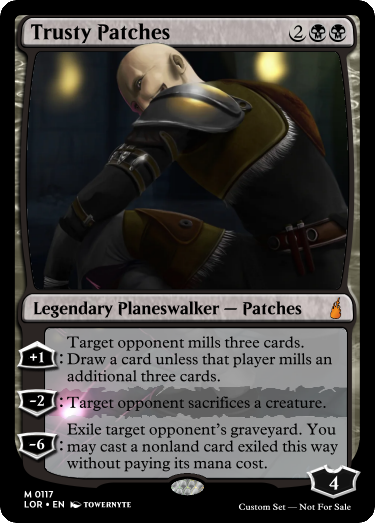 Trusty Patches 2
Legendary Planeswalker — Patches
+1: Target opponent mills three cards.
Draw a card unless that player mills an
additional three cards.
-2: Target opponent sacrifices a creature.
-6: Exile target opponent's graveyard. You
may cast a nonland card exiled this way
without paying its mana cost.
4
M 0117
LOR • EN TOWERNYTE
Custom Set — Not For Sale